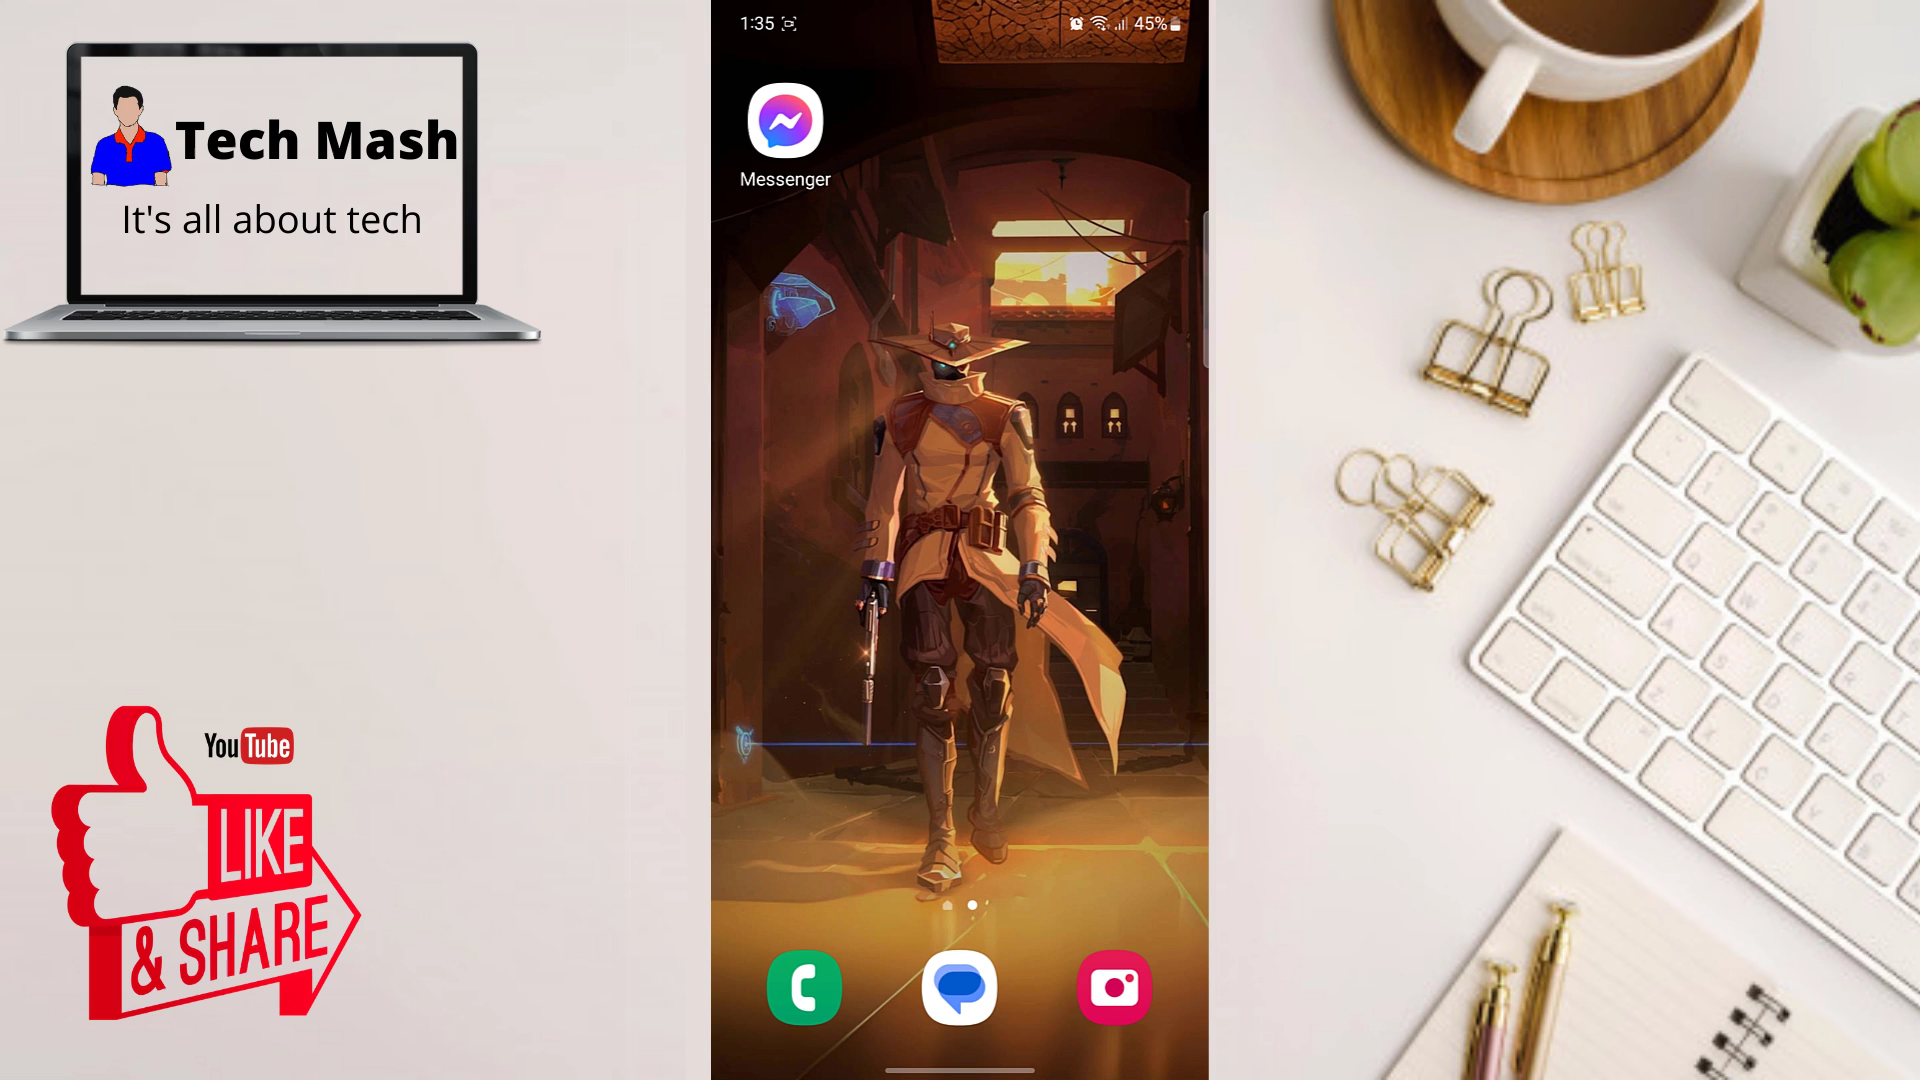 Tech Mash
It's all about tech
YouTube
LIKE
& SHARE
1:35
45%
Messenger